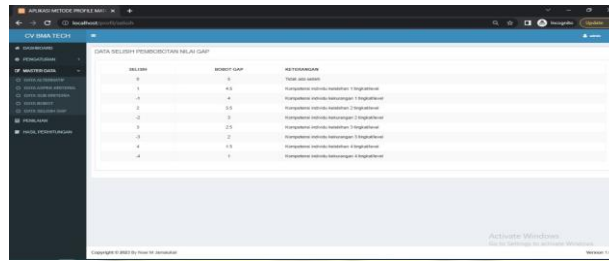 APLIKASI METODE PROFILE MAT
localhost
Incognito
Update
CV BMA TECH
DASHBOARD
PENGATURAN
MASTER DATA
DATA ALTERNATIF
DATA ASPEK KRITERIA
DATA SUB KRITERIA
DATA BOBOT
DATA SELISIH GAP
PENILAIAN
HASIL PERHITUNGAN
DATA SELISIH PEMBOBOTAN NILAI GAP
SELISIH BOBOT GAP KETERANGAN
0 5 Tidak ada selisih
1 4.5 Kompetensi individu kelebihan 1 tingkat/level
-1 4 Kompetensi individu kekurangan 1 tingkat/level
2 3.5 Kompetensi individu kelebihan 2 tingkat/level
-2 3 Kompetensi individu kekurangan 2 tingkat/level
3 2.5 Kompetensi individu kelebihan 3 tingkat/level
-3 2 Kompetensi individu kekurangan 3 tingkat/level
4 1.5 Kompetensi individu kelebihan 4 tingkat/level
-4 1 Kompetensi individu kekurangan 4 tingkat/level
Activate Windows
Go to Settings to activate Windows.
Copyright © 2022 By
Version 1